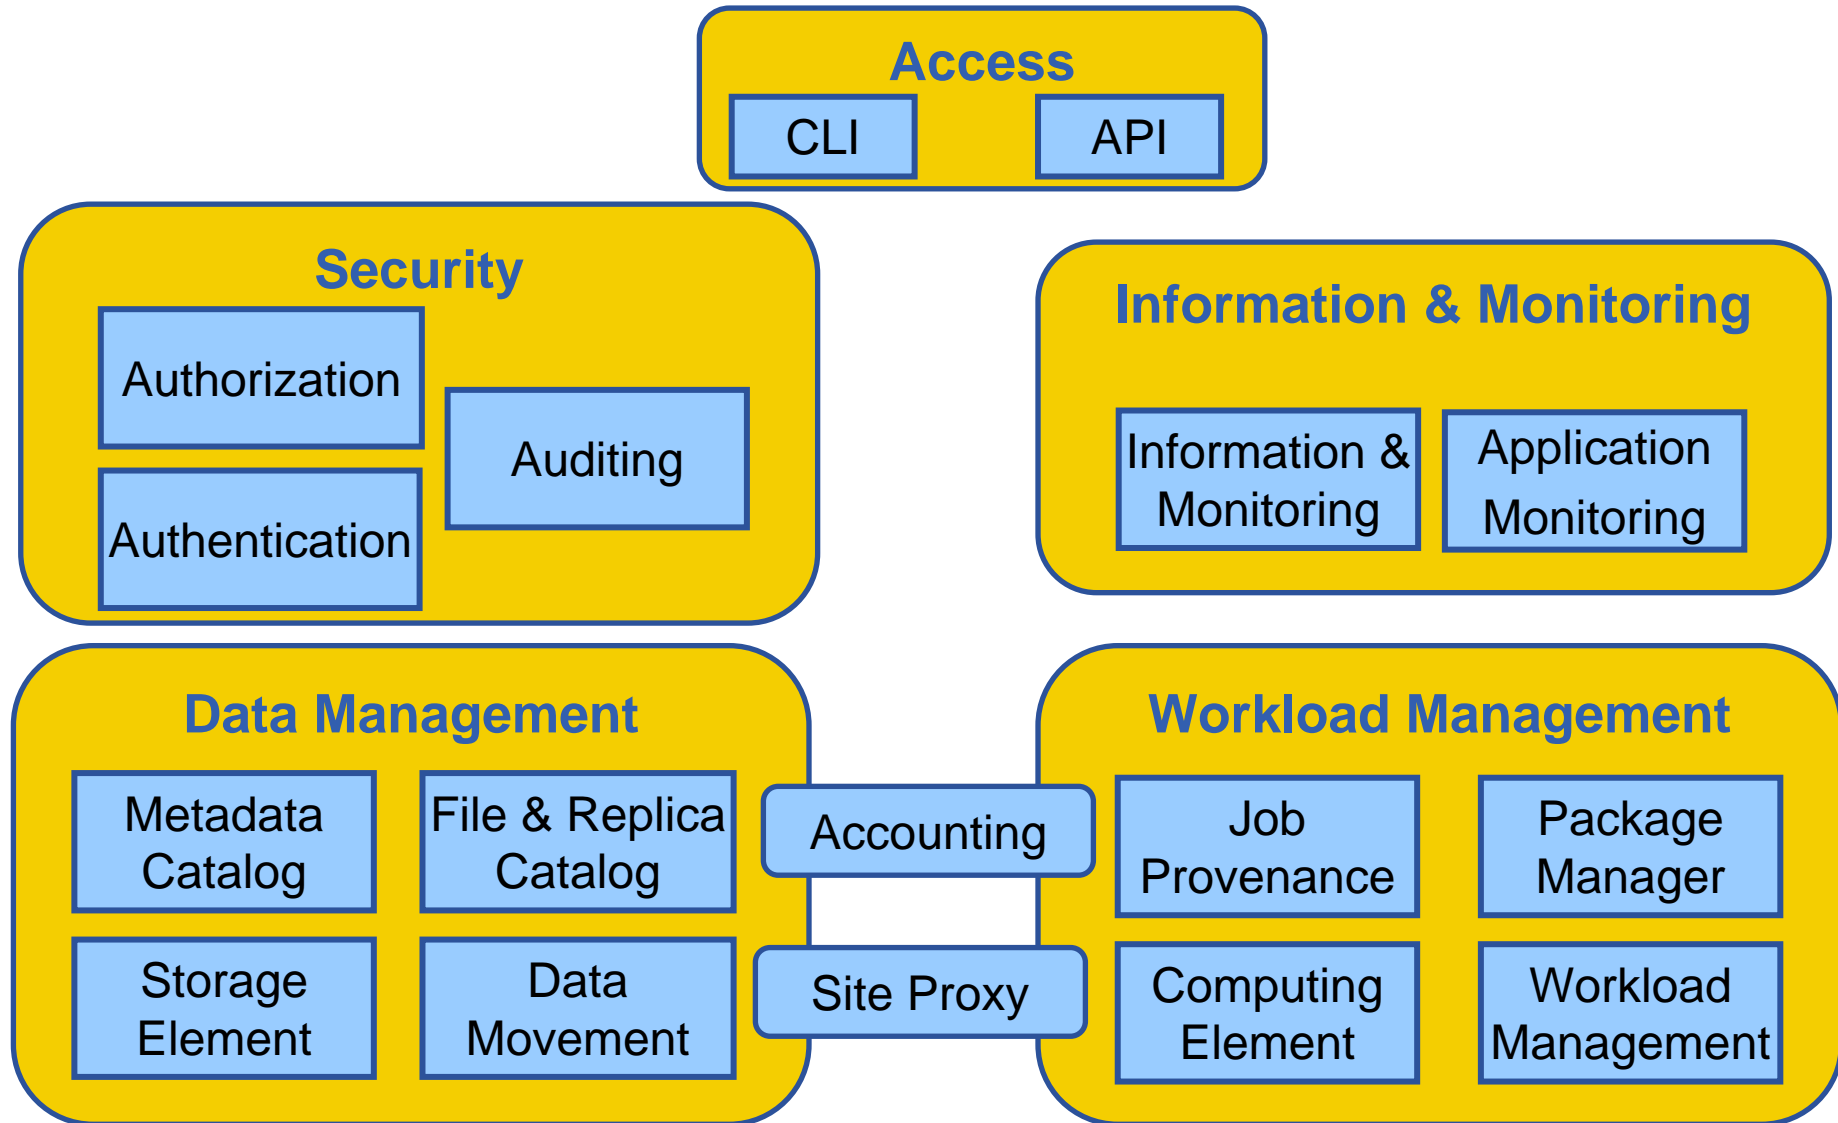 Access
CLI
API
Security
Authorization
Auditing
Authentication
Information & Monitoring
Information &
Monitoring
Application
Monitoring
Data Management
Metadata
Catalog
File & Replica
Catalog
Storage
Element
Data
Movement
Accounting
Site Proxy
Workload Management
Job
Provenance
Package
Manager
Computing
Element
Workload
Management